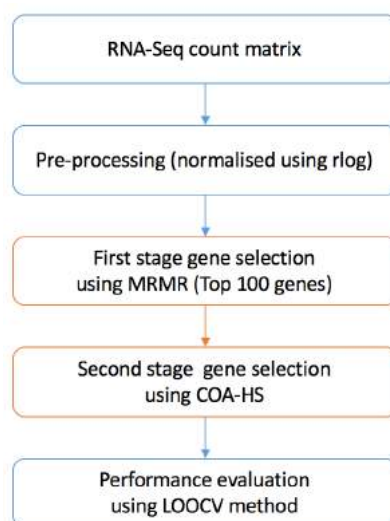 RNA-Seq count matrix
Pre-processing (normalised using rlog)
First stage gene selection
using MRMR (Top 100 genes)
Second stage gene selection
using COA-HS
Performance evaluation
using LOOCV method